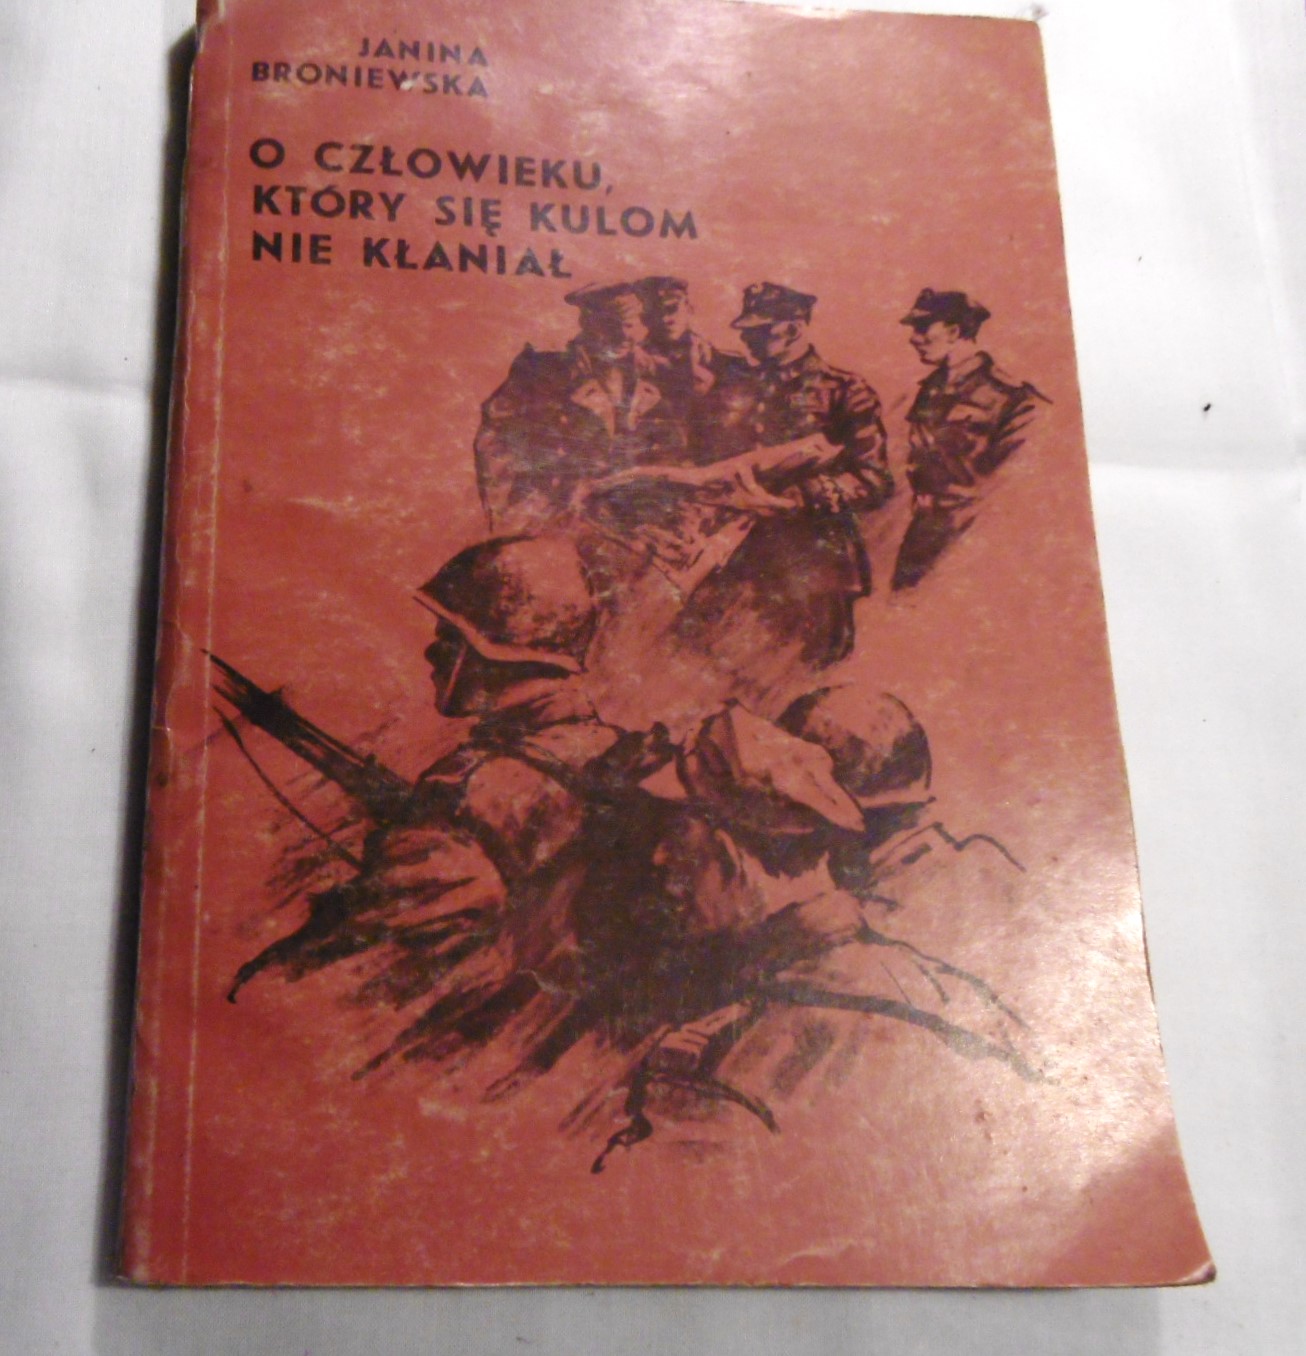 JANINA
BRONIEWSKA
O CZŁOWIEKU,
KTÓRY SIĘ KULOM
NIE KŁANIAŁ